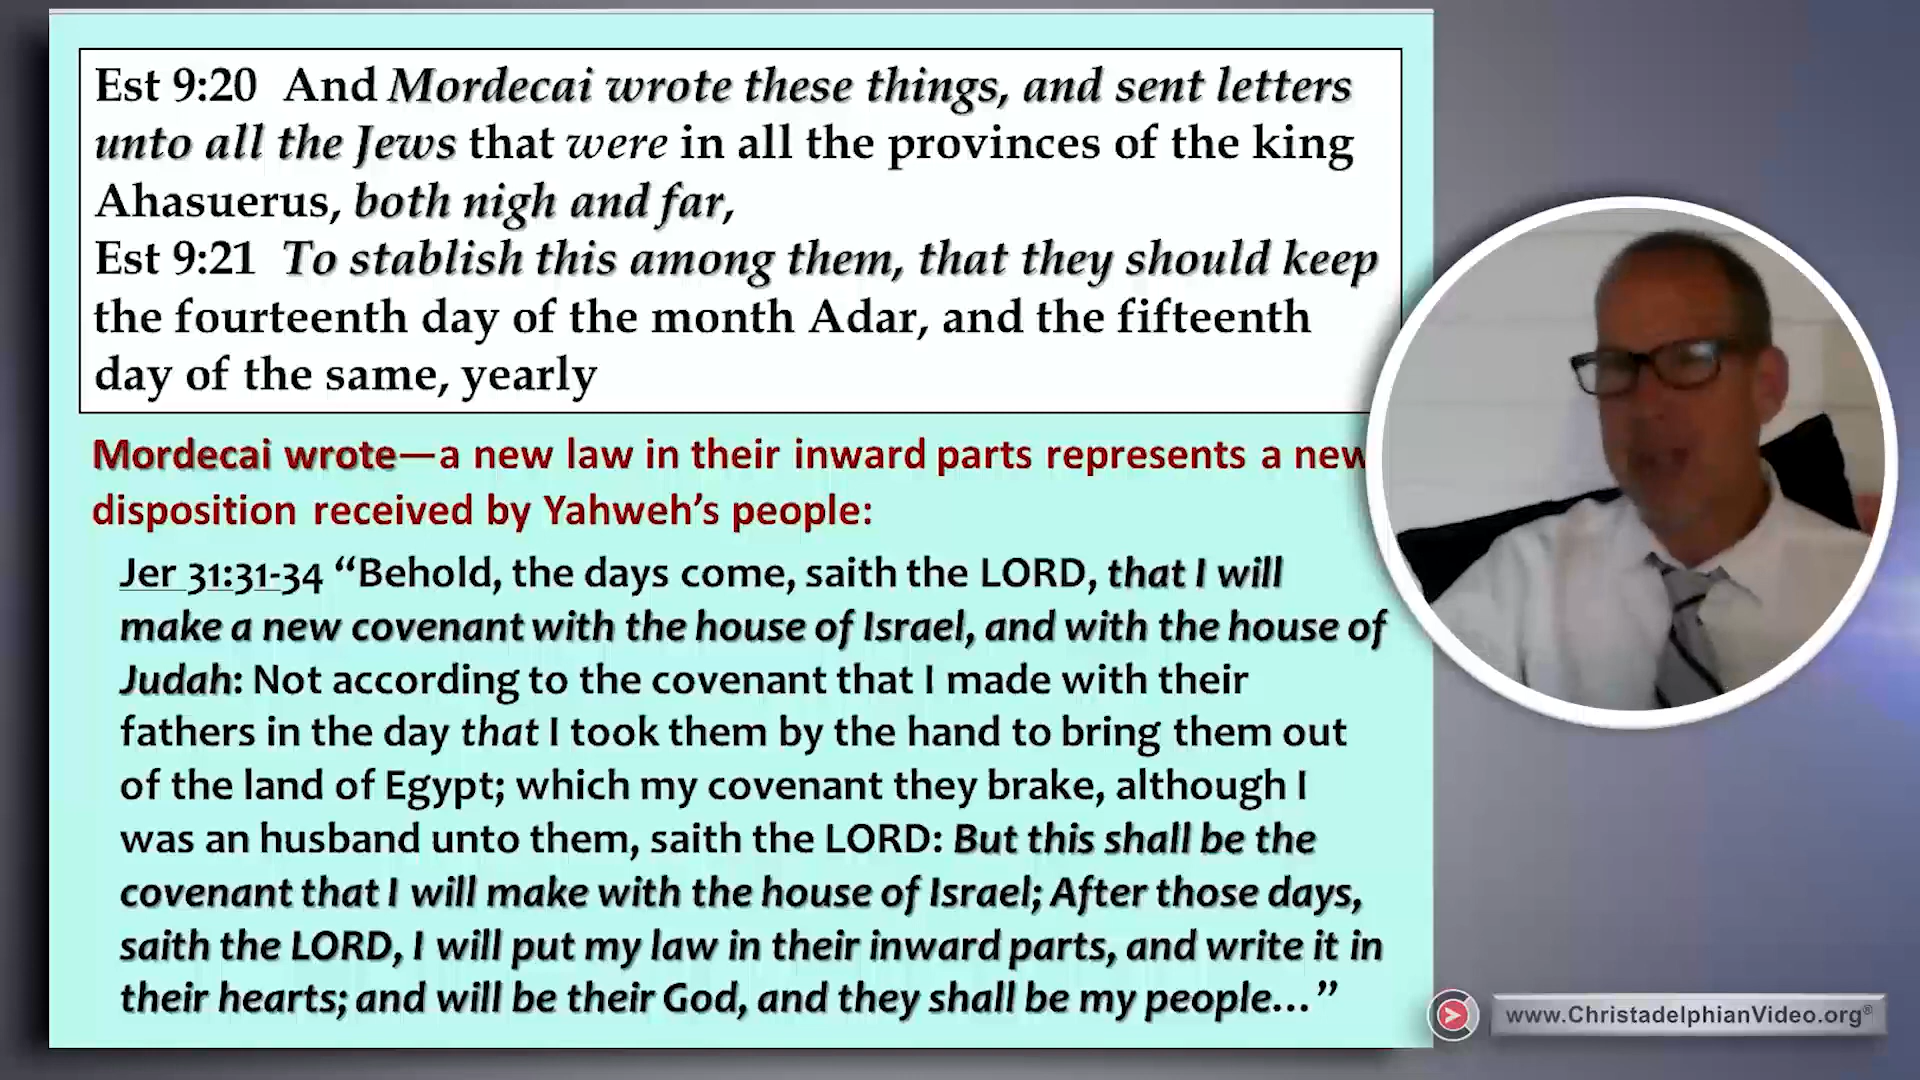 Est 9:20 And Mordecai wrote these things, and sent letters
unto all the Jews that were in all the provinces of the king
Ahasuerus, both nigh and far,
Est 9:21 To stablish this among them, that they should keep
the fourteenth day of the month Adar, and the fifteenth
day of the same, yearly
Mordecai wrote—a new law in their inward parts represents a new
disposition received by Yahweh's people:
Jer 31:31-34 “Behold, the days come, saith the LORD, that I will
make a new covenant with the house of Israel, and with the house of
Judah: Not according to the covenant that I made with their
fathers in the day that I took them by the hand to bring them out
of the land of Egypt; which my covenant they brake, although I
was an husband unto them, saith the LORD: But this shall be the
covenant that I will make with the house of Israel; After those days,
saith the LORD, I will put my law in their inward parts, and write it in
their hearts; and will be their God, and they shall be my people…”
www.ChristadelphianVideo.org®